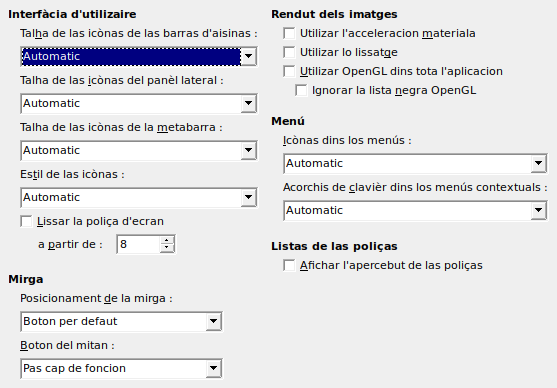 Interfàcia d'utilizaire
Talha de las icònas de las barras d'aisinas :
Automatic
Talha de las icònas del panèl lateral :
Automatic
Talha de las icònas de la metabarra :
Automatic
Estil de las icònas :
Automatic
Lissar la poliça d'ecran
a partir de : 8
Mirga
Posicionament de la mirga :
Boton per defaut
Boton del mitan :
Pas cap de foncion
Rendut dels imatges
Utilizar l'acceleracion materiala
Utilizar lo lissatge
Utilizar OpenGL dins tota l'aplicacion
Ignorar la lista negra OpenGL
Menú
Icònas dins los menús :
Automatic
Acorchis de clavièr dins los menús contextuals :
Automatic
Listas de las poliças
Afichar l'apercebut de las poliças